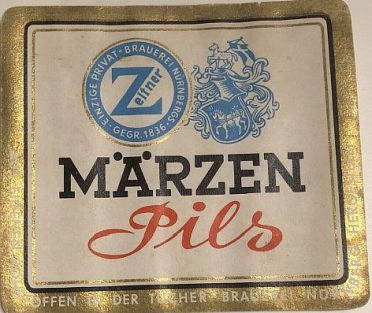 EINZIGE PRIVAT-BRAUEREI NÜRNBERGS
Zeltner
·GEGR. 1836·
MÄRZEN
Pils
DER TUCHER BRAUEREI